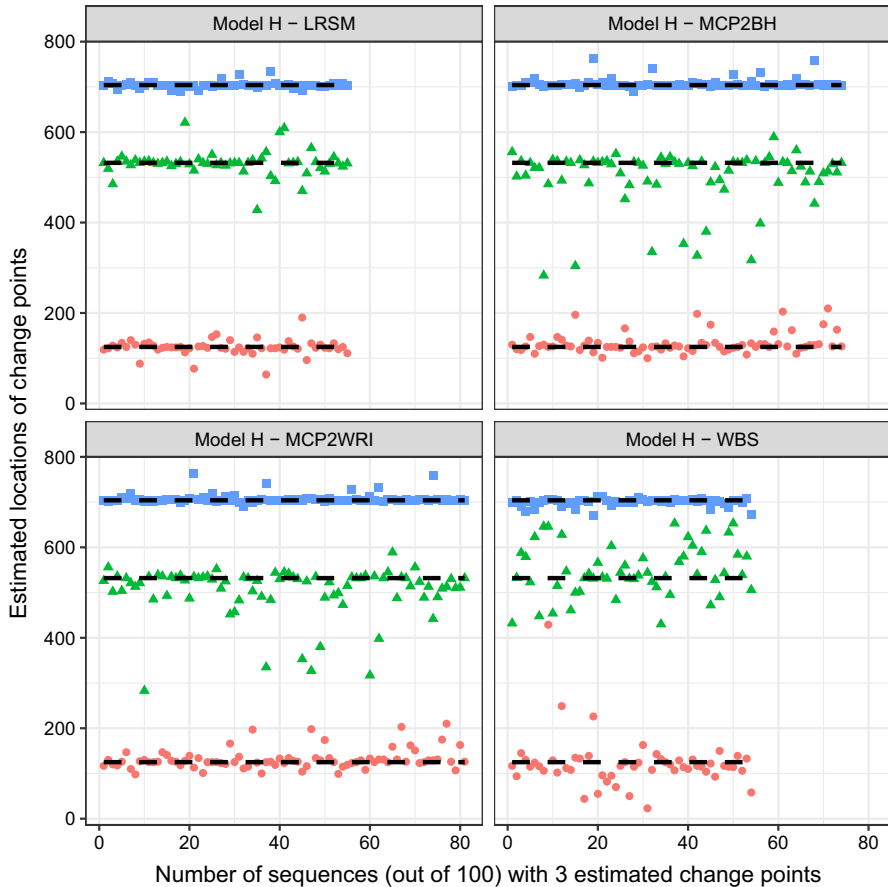 Model H − LRSM
Model H − MCP2BH
800
600
400
200
0
Model H − MCP2WRI
Model H − WBS
800
600
400
200
0
0 20 40 60 80
0 20 40 60 80
Estimated locations of change points
Number of sequences (out of 100) with 3 estimated change points